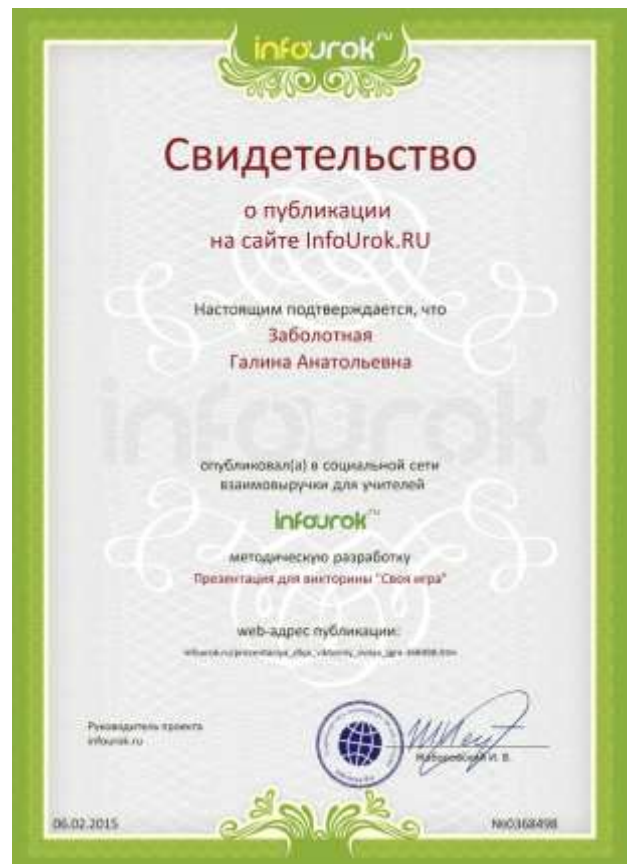 infourok.ru
Свидетельство
о публикации
на сайте InfoUrok.RU
Настоящим подтверждается, что
Заболотная
Галина Анатольевна
infourok
опубликовал(а) в социальной сети
взаимовыручки для учителей
infourok.ru
методическую разработку
Презентация для викторины "Своя игра"
web-адрес публикации:
Руководитель проекта
infourok.ru
И. В.
06.02.2015
№0368498